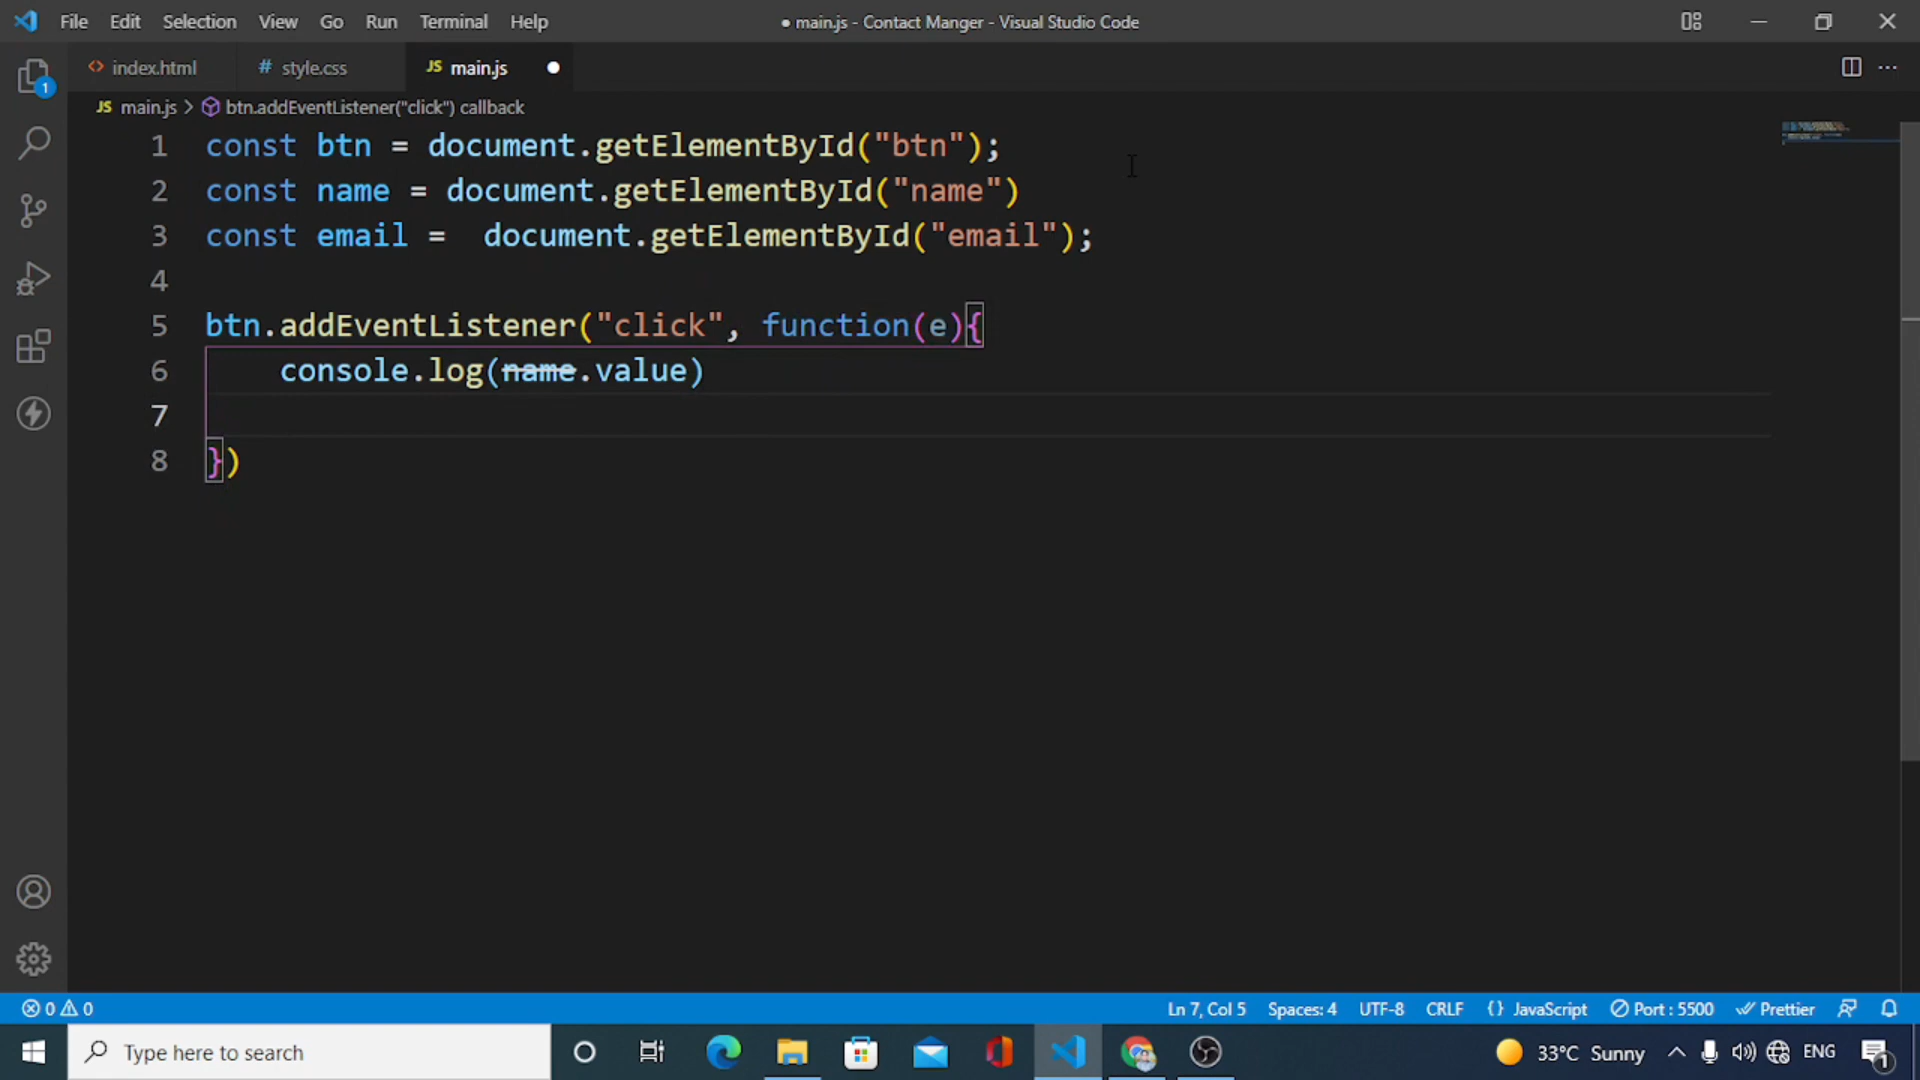 File Edit Selection View Go Run Terminal Help
● main.js - Contact Manger - Visual Studio Code
<> index.html
# style.css
JS main.js ●
JS main.js > btn.addEventListener("click") callback
1 const btn = document.getElementById("btn");
2 const name = document.getElementById("name")
3 const email =  document.getElementById("email");
4
5 btn.addEventListener("click", function(e){
6     console.log(name.value)
7
8 })
1
0 0
Ln 7, Col 5 Spaces: 4 UTF-8 CRLF {} JavaScript Port : 5500 Prettier
Type here to search
33°C Sunny
ENG
1